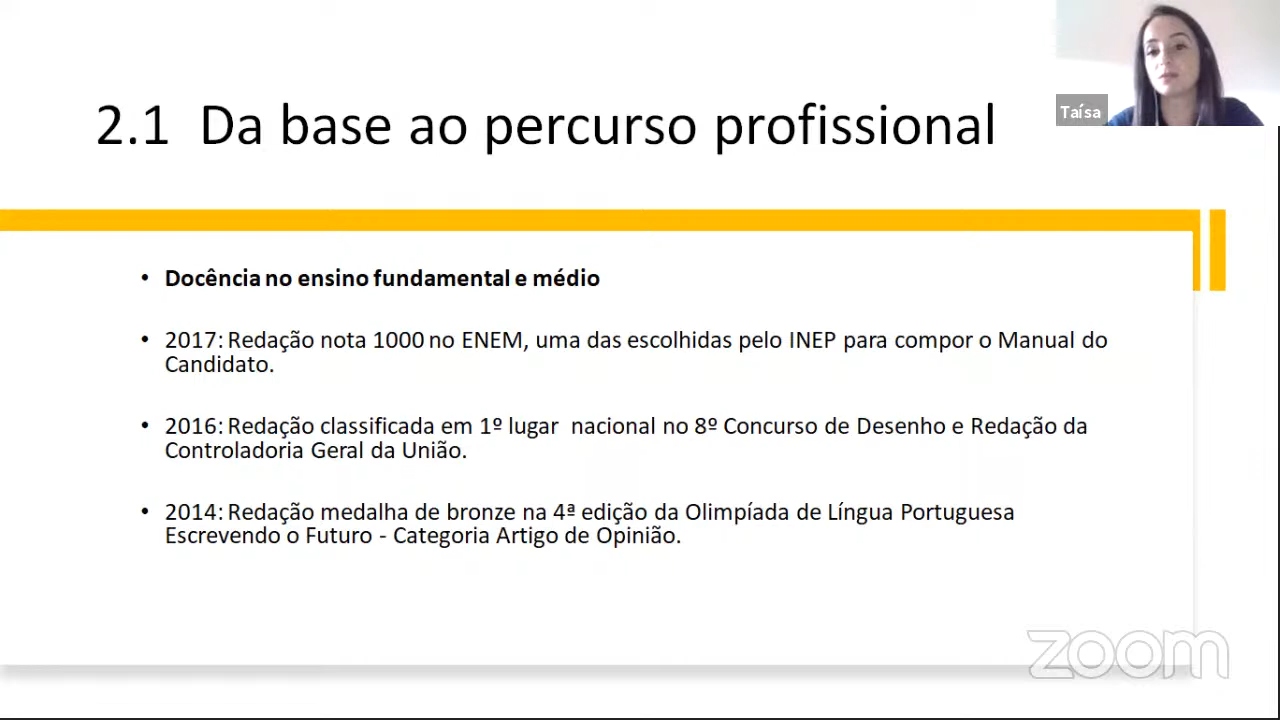 2.1 Da base ao percurso profissional
Taísa
• Docência no ensino fundamental e médio
• 2017: Redação nota 1000 no ENEM, uma das escolhidas pelo INEP para compor o Manual do
Candidato.
• 2016: Redação classificada em 1º lugar nacional no 8º Concurso de Desenho e Redação da
Controladoria Geral da União.
• 2014: Redação medalha de bronze na 4ª edição da Olimpíada de Língua Portuguesa
Escrevendo o Futuro - Categoria Artigo de Opinião.
zoom